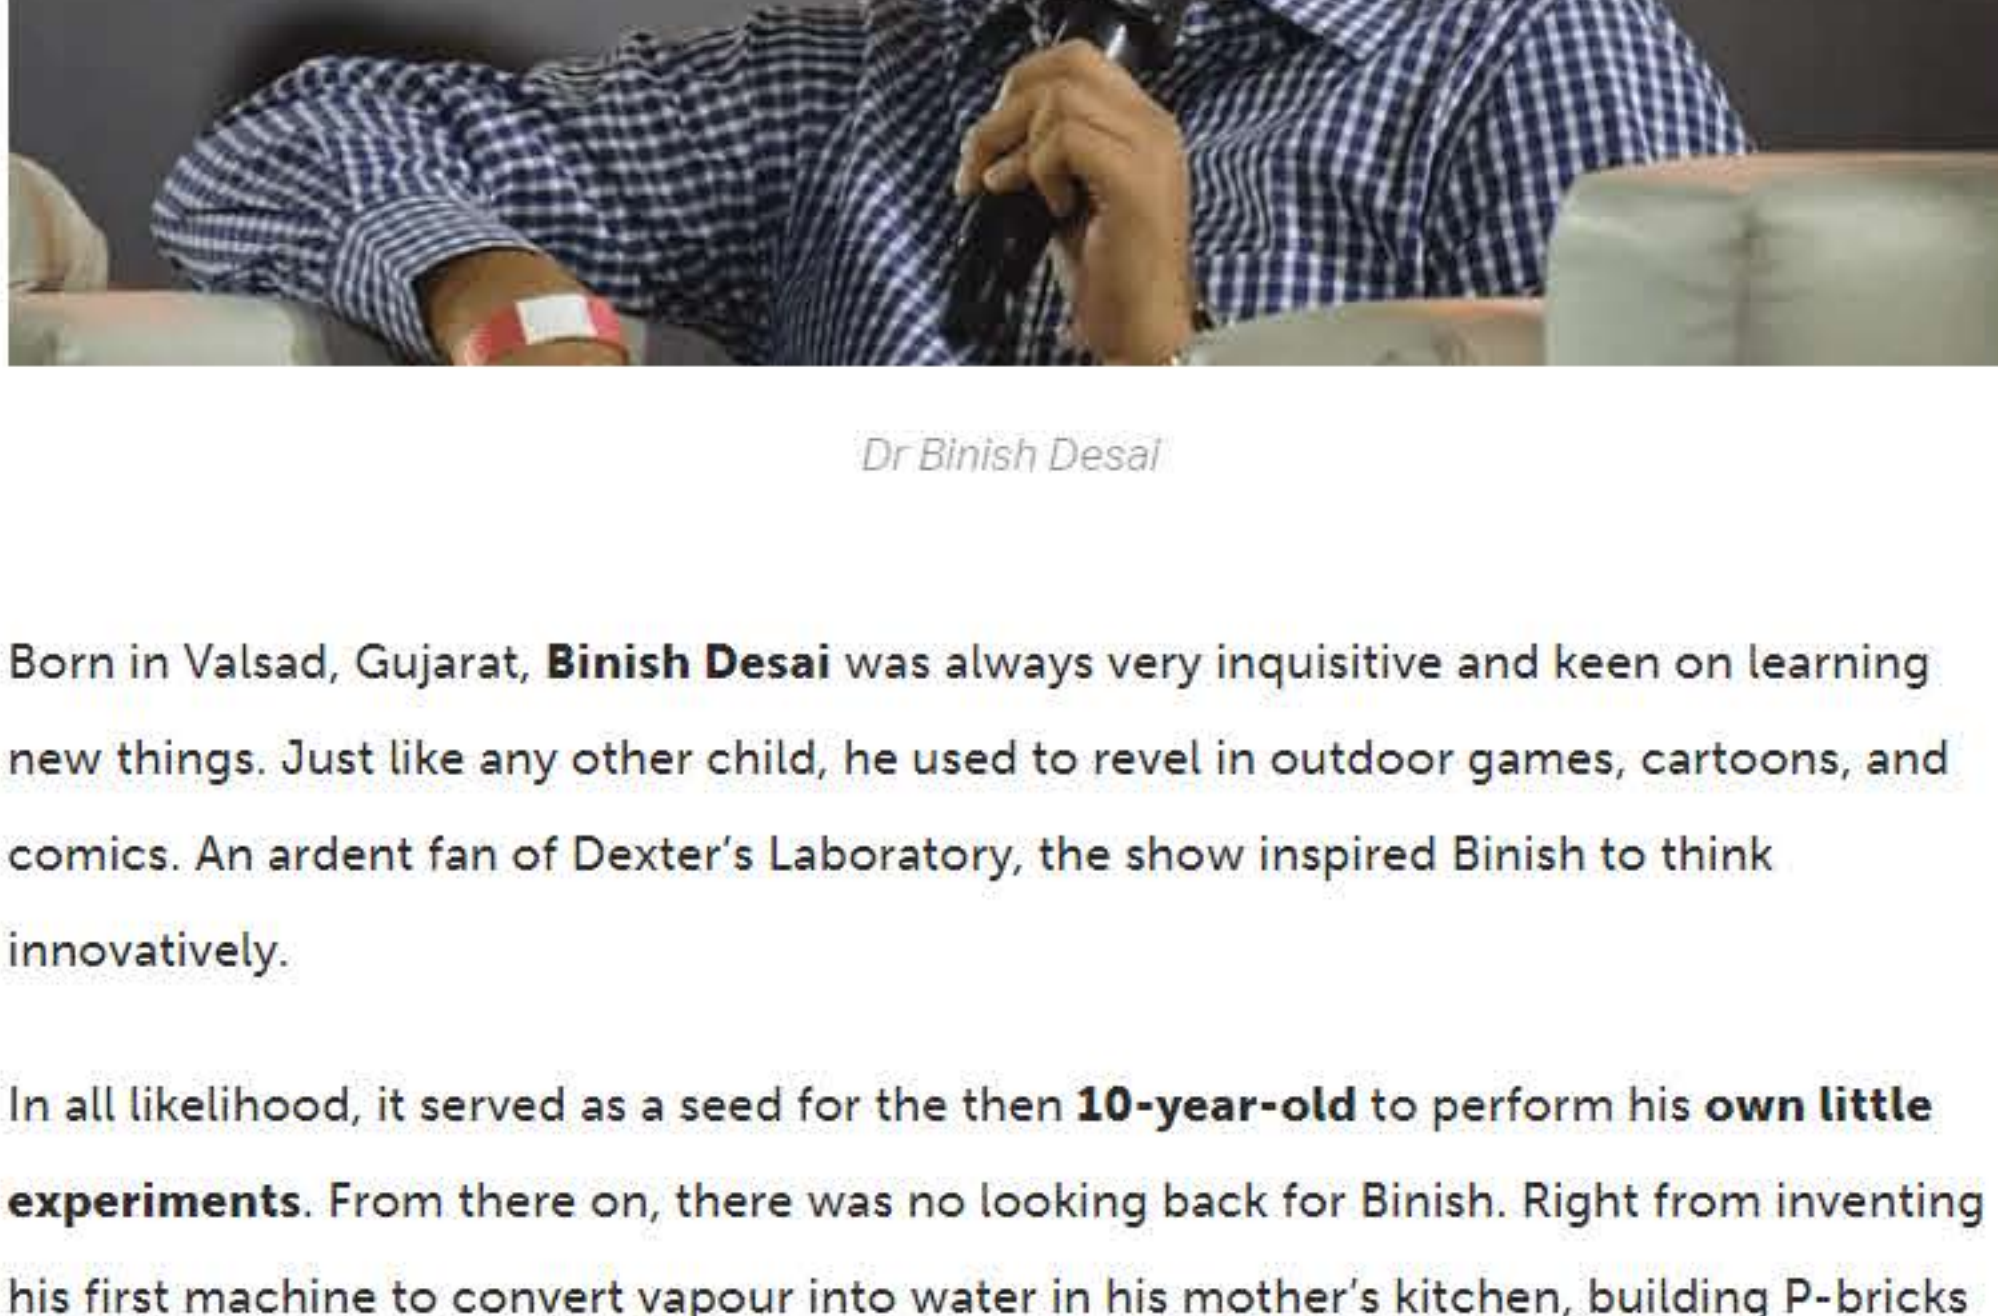 Dr Binish Desai
Born in Valsad, Gujarat, Binish Desai was always very inquisitive and keen on learning
new things. Just like any other child, he used to revel in outdoor games, cartoons, and
comics. An ardent fan of Dexter's Laboratory, the show inspired Binish to think
innovatively.
In all likelihood, it served as a seed for the then 10-year-old to perform his own little
experiments. From there on, there was no looking back for Binish. Right from inventing
his first machine to convert vapour into water in his mother's kitchen, building P-bricks